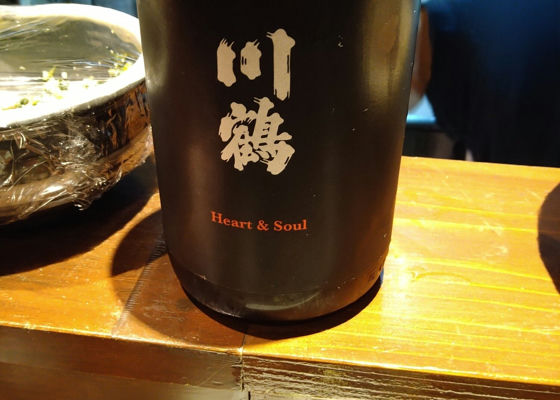 川鶴
Heart & Soul